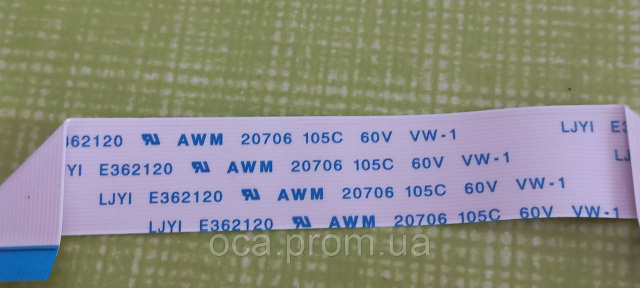 362120 AWM 20706 105C 60V VW-1 LJYI E3
YI E362120 AWM 20706 105C 60V VW-1
LJYI E362120 AWM 20706 105C 60V VW-1
LJYI E362120 AWM 20706 105C 60V VW-1
oca.prom.ua